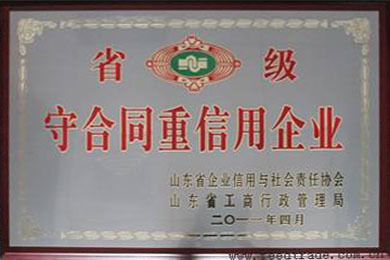 省 级
守合同重信用企业
山东省企业信用与社会责任协会
山东省工商行政管理局
二〇一一年四月
www.feedtrade.com.cn